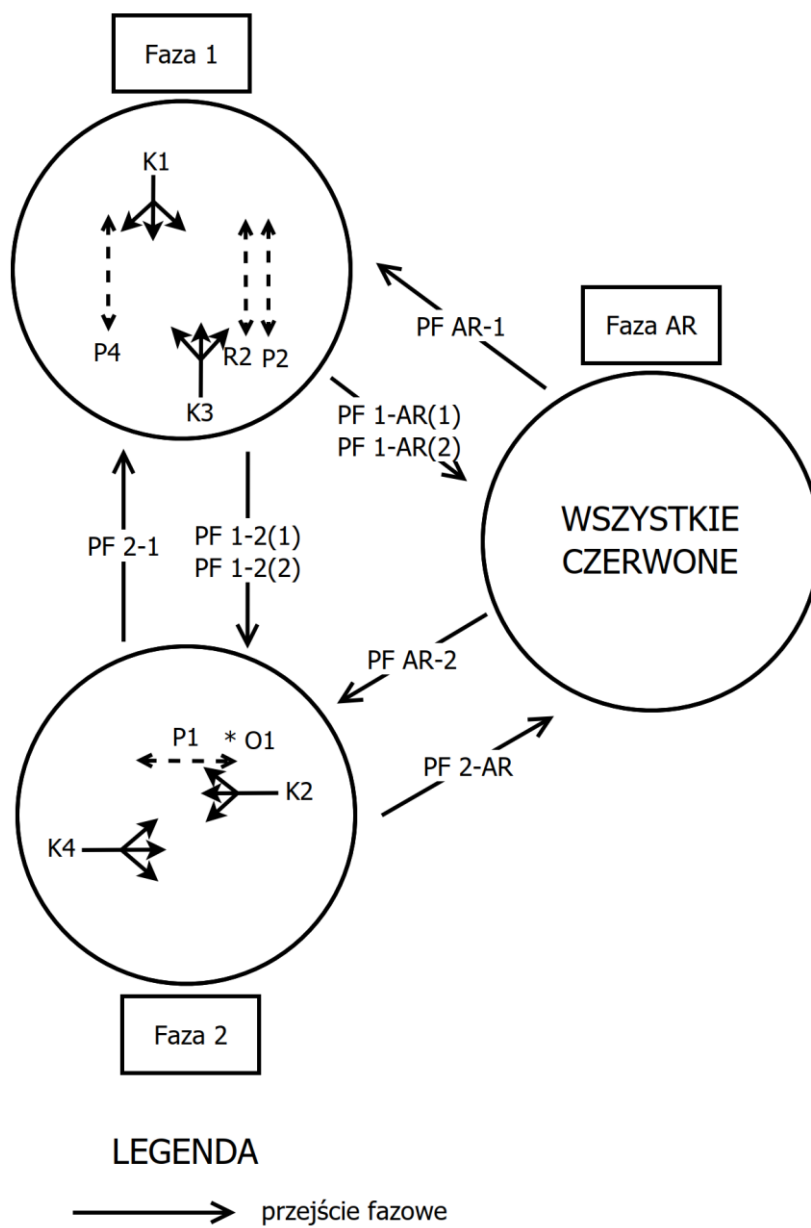 Faza 1
K1
P4
R2 P2
K3
PF AR-1
Faza AR
PF 1-AR(1)
PF 1-AR(2)
WSZYSTKIE
CZERWONE
PF 2-1
PF 1-2(1)
PF 1-2(2)
PF AR-2
PF 2-AR
P1 * O1
K2
K4
Faza 2
LEGENDA
przejście fazowe